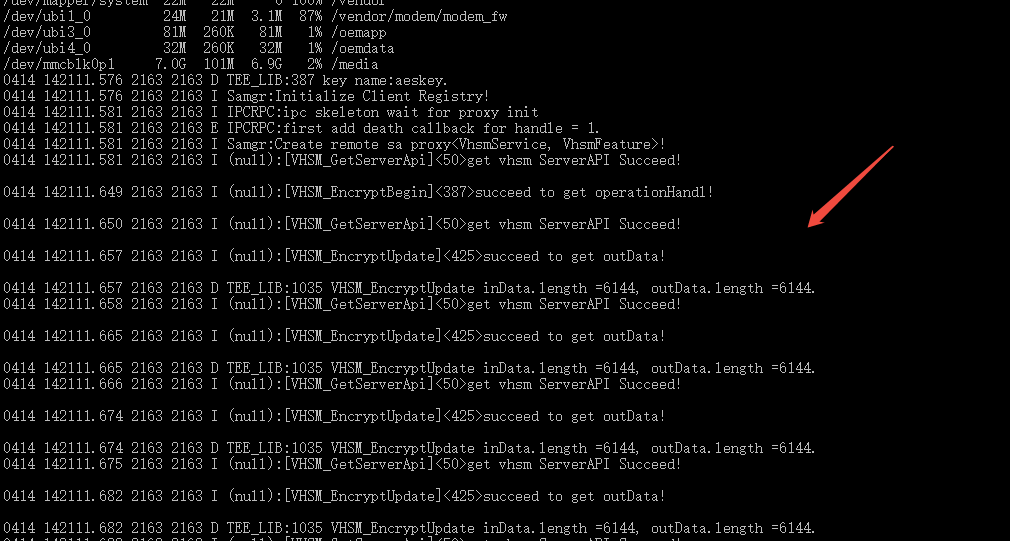 /dev/mapper/system 22M 22M 0 100% /vendor
/dev/ubi1_0 24M 21M 3.1M 87% /vendor/modem/modem_fw
/dev/ubi3_0 81M 260K 81M 1% /oemapp
/dev/ubi4_0 32M 260K 32M 1% /oemdata
/dev/mmcblk0p1 7.0G 101M 6.9G 2% /media
0414 142111.576 2163 2163 D TEE_LIB:387 key name:aeskey.
0414 142111.576 2163 2163 I Samgr:Initialize Client Registry!
0414 142111.581 2163 2163 I IPCRPC:ipc skeleton wait for proxy init
0414 142111.581 2163 2163 E IPCRPC:first add death callback for handle = 1.
0414 142111.581 2163 2163 I Samgr:Create remote sa proxy<VhsmService, VhsmFeature>!
0414 142111.581 2163 2163 I (null):[VHSM_GetServerApi]<50>get vhsm ServerAPI Succeed!
0414 142111.649 2163 2163 I (null):[VHSM_EncryptBegin]<387>succeed to get operationHandl!
0414 142111.650 2163 2163 I (null):[VHSM_GetServerApi]<50>get vhsm ServerAPI Succeed!
0414 142111.657 2163 2163 I (null):[VHSM_EncryptUpdate]<425>succeed to get outData!
0414 142111.657 2163 2163 D TEE_LIB:1035 VHSM_EncryptUpdate inData.length =6144, outData.length =6144.
0414 142111.658 2163 2163 I (null):[VHSM_GetServerApi]<50>get vhsm ServerAPI Succeed!
0414 142111.665 2163 2163 I (null):[VHSM_EncryptUpdate]<425>succeed to get outData!
0414 142111.665 2163 2163 D TEE_LIB:1035 VHSM_EncryptUpdate inData.length =6144, outData.length =6144.
0414 142111.666 2163 2163 I (null):[VHSM_GetServerApi]<50>get vhsm ServerAPI Succeed!
0414 142111.674 2163 2163 I (null):[VHSM_EncryptUpdate]<425>succeed to get outData!
0414 142111.674 2163 2163 D TEE_LIB:1035 VHSM_EncryptUpdate inData.length =6144, outData.length =6144.
0414 142111.675 2163 2163 I (null):[VHSM_GetServerApi]<50>get vhsm ServerAPI Succeed!
0414 142111.682 2163 2163 I (null):[VHSM_EncryptUpdate]<425>succeed to get outData!
0414 142111.682 2163 2163 D TEE_LIB:1035 VHSM_EncryptUpdate inData.length =6144, outData.length =6144.